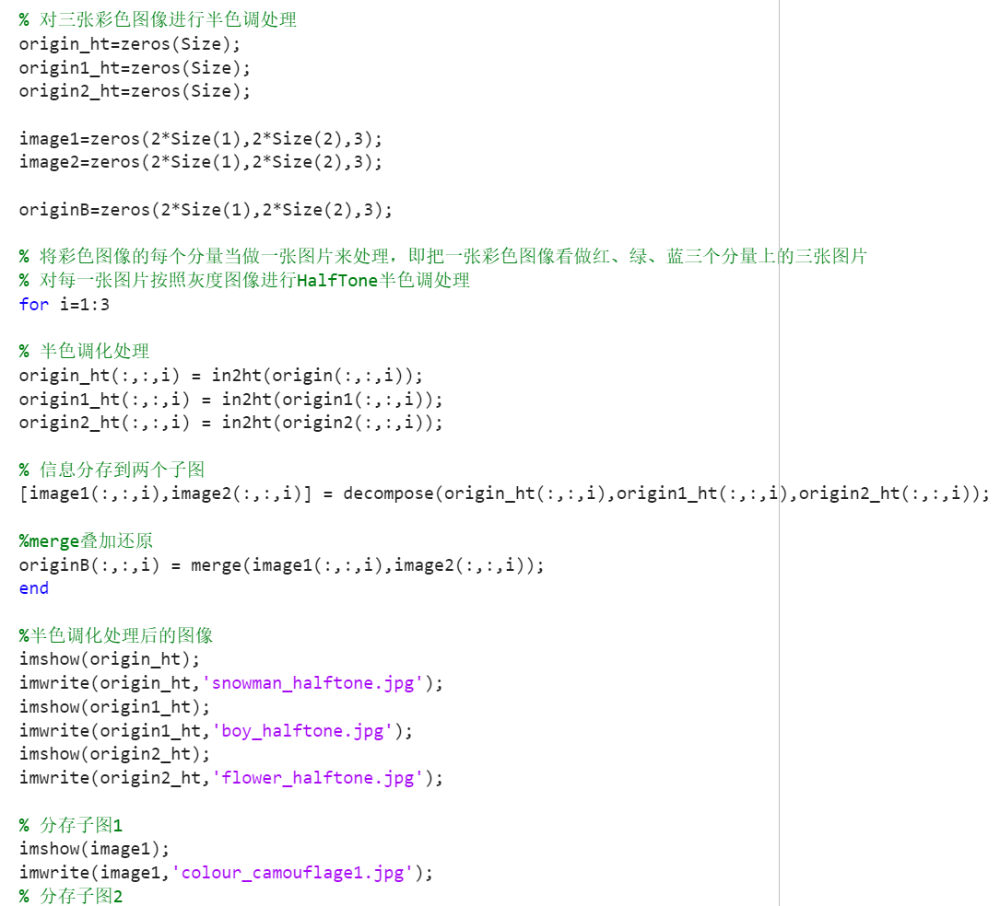 % 对三张彩色图像进行半色调处理
origin_ht=zeros(Size);
origin1_ht=zeros(Size);
origin2_ht=zeros(Size);
image1=zeros(2*Size(1),2*Size(2),3);
image2=zeros(2*Size(1),2*Size(2),3);
originB=zeros(2*Size(1),2*Size(2),3);
% 将彩色图像的每个分量当做一张图片来处理，即把一张彩色图像看做红、绿、蓝三个分量上的三张图片
% 对每一张图片按照灰度图像进行HalfTone半色调处理
for i=1:3
% 半色调化处理
origin_ht(:,:,i) = in2ht(origin(:,:,i));
origin1_ht(:,:,i) = in2ht(origin1(:,:,i));
origin2_ht(:,:,i) = in2ht(origin2(:,:,i));
% 信息分存到两个子图
[image1(:,:,i),image2(:,:,i)] = decompose(origin_ht(:,:,i),origin1_ht(:,:,i),origin2_ht(:,:,i));
%merge叠加还原
originB(:,:,i) = merge(image1(:,:,i),image2(:,:,i));
end
%半色调化处理后的图像
imshow(origin_ht);
imwrite(origin_ht,'snowman_halftone.jpg');
imshow(origin1_ht);
imwrite(origin1_ht,'boy_halftone.jpg');
imshow(origin2_ht);
imwrite(origin2_ht,'flower_halftone.jpg');
% 分存子图1
imshow(image1);
imwrite(image1,'colour_camouflage1.jpg');
% 分存子图2